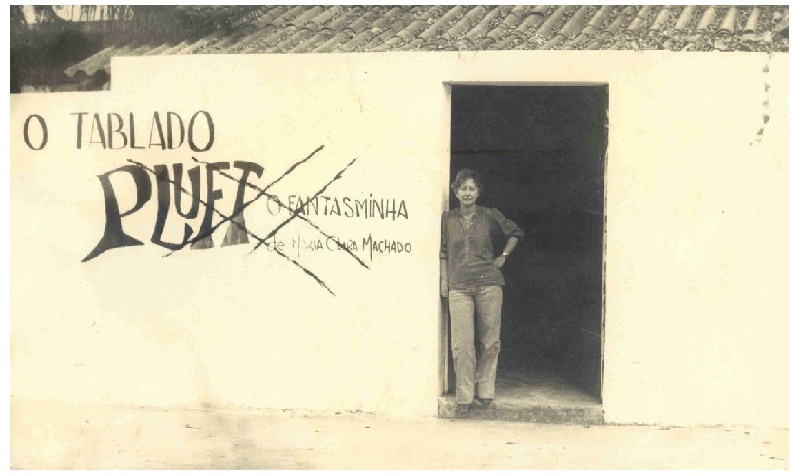 O TABLADO
PLUFT
O FANTASMINHA
de MARIA CLARA MACHADO